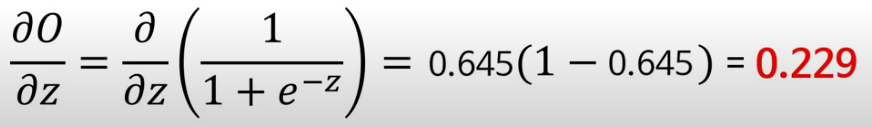 ∂O/∂z = ∂/∂z (1/(1 + e^{−z})) = 0.645(1 − 0.645) = 0.229